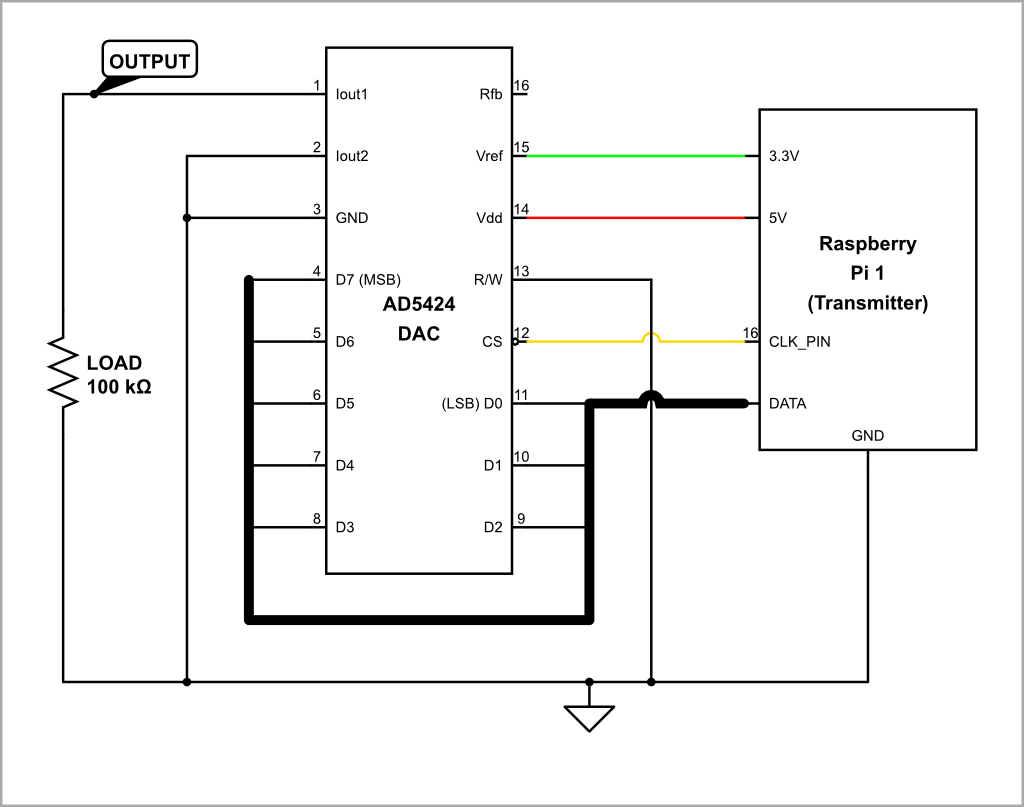 OUTPUT
1
Iout1
Rfb
16
2
Iout2
Vref
15
3.3V
3
GND
Vdd
14
5V
Raspberry
Pi 1
(Transmitter)
4
D7 (MSB)
R/W
13
AD5424
DAC
5
D6
CS
12
16
CLK_PIN
LOAD
100 kΩ
6
D5
(LSB) D0
11
DATA
GND
7
D4
D1
10
8
D3
D2
9